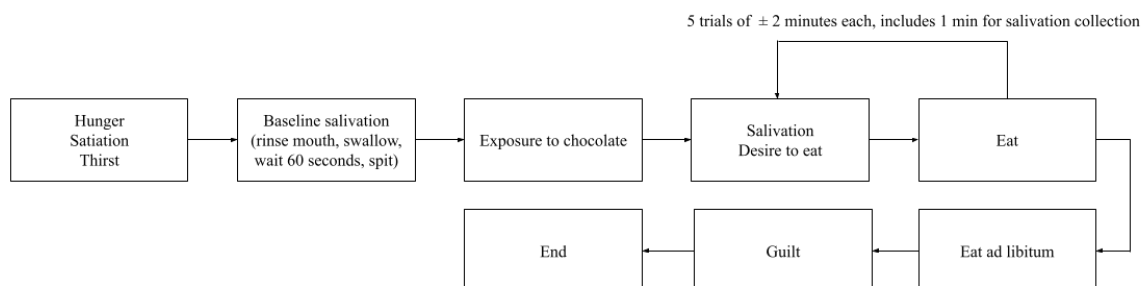 5 trials of ± 2 minutes each, includes 1 min for salivation collection
Hunger
Satiation
Thirst
Baseline salivation
(rinse mouth, swallow,
wait 60 seconds, spit)
Exposure to chocolate
Salivation
Desire to eat
Eat
End
Guilt
Eat ad libitum